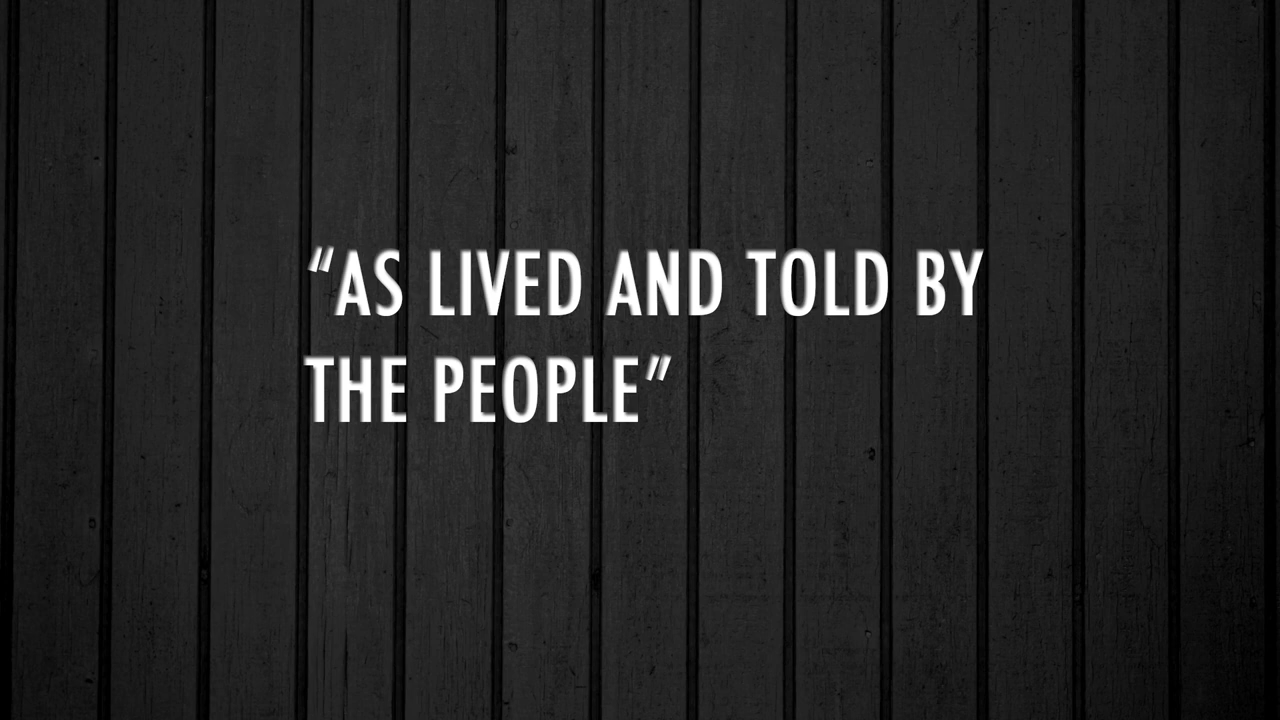 “AS LIVED AND TOLD BY
THE PEOPLE”